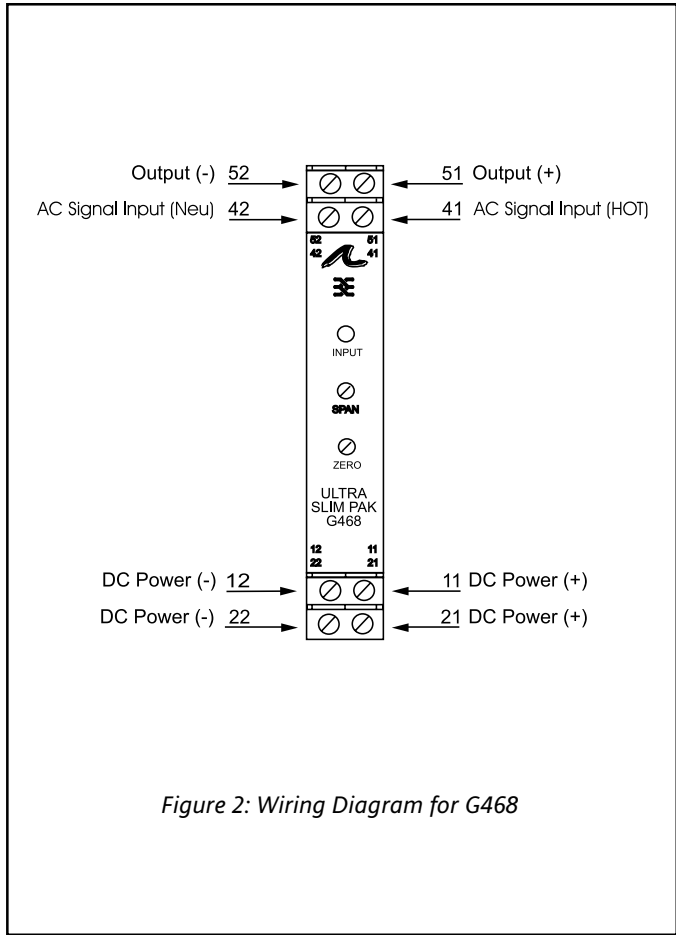 Output (-) 52
51 Output (+)
AC Signal Input (Neu) 42
41 AC Signal Input (HOT)
52 51
42 41
INPUT
SPAN
ZERO
ULTRA
SLIM PAK
G468
12 11
22 21
DC Power (-) 12
11 DC Power (+)
DC Power (-) 22
21 DC Power (+)
Figure 2: Wiring Diagram for G468